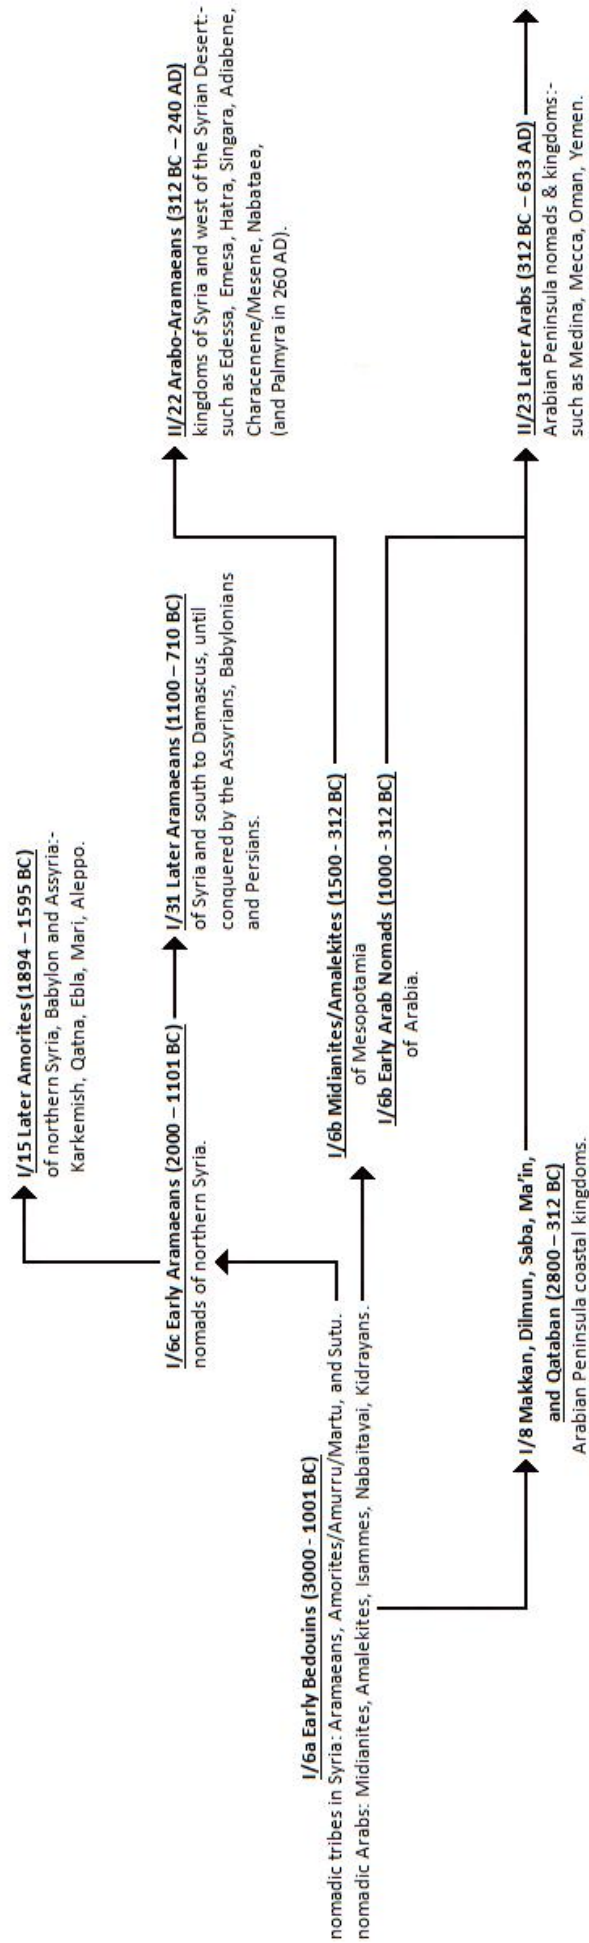 I/15 Later Amorites (1894 – 1595 BC)
of northern Syria, Babylon and Assyria:-
Karkemish, Qatna, Ebla, Mari, Aleppo.
I/6c Early Aramaeans (2000 – 1101 BC)
nomads of northern Syria.
I/31 Later Aramaeans (1100 – 710 BC)
of Syria and south to Damascus, until
conquered by the Assyrians, Babylonians
and Persians.
II/22 Arabo-Aramaeans (312 BC – 240 AD)
kingdoms of Syria and west of the Syrian Desert:-
such as Edessa, Emesa, Hatra, Singara, Adiabene,
Characenene/Mesene, Nabataea,
(and Palmyra in 260 AD).
I/6a Early Bedouins (3000 - 1001 BC)
nomadic tribes in Syria: Aramaeans, Amorites/Amurru/Martu, and Sutu.
nomadic Arabs: Midianites, Amalekites, Isammes, Nabaitavai, Kidrayans.
I/6b Midianites/Amalekites (1500 - 312 BC)
of Mesopotamia
I/6b Early Arab Nomads (1000 - 312 BC)
of Arabia.
I/8 Makkan, Dilmun, Saba, Ma'in,
and Qataban (2800 – 312 BC)
Arabian Peninsula coastal kingdoms.
II/23 Later Arabs (312 BC – 633 AD)
Arabian Peninsula nomads & kingdoms:-
such as Medina, Mecca, Oman, Yemen.